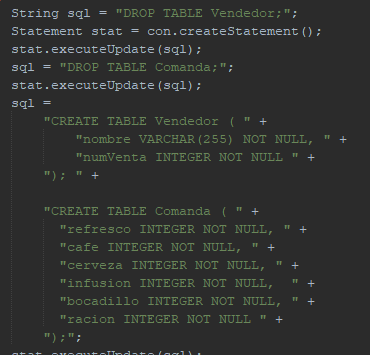 String sql = "DROP TABLE Vendedor;";
Statement stat = con.createStatement();
stat.executeUpdate(sql);
sql = "DROP TABLE Comanda;";
stat.executeUpdate(sql);
sql =
"CREATE TABLE Vendedor ( " +
"nombre VARCHAR(255) NOT NULL, " +
"numVenta INTEGER NOT NULL " +
"); " +
"CREATE TABLE Comanda ( " +
"refresco INTEGER NOT NULL, " +
"cafe INTEGER NOT NULL, " +
"cerveza INTEGER NOT NULL, " +
"infusion INTEGER NOT NULL,  " +
"bocadillo INTEGER NOT NULL, " +
"racion INTEGER NOT NULL " +
");";
stat.executeUpdate(sql);